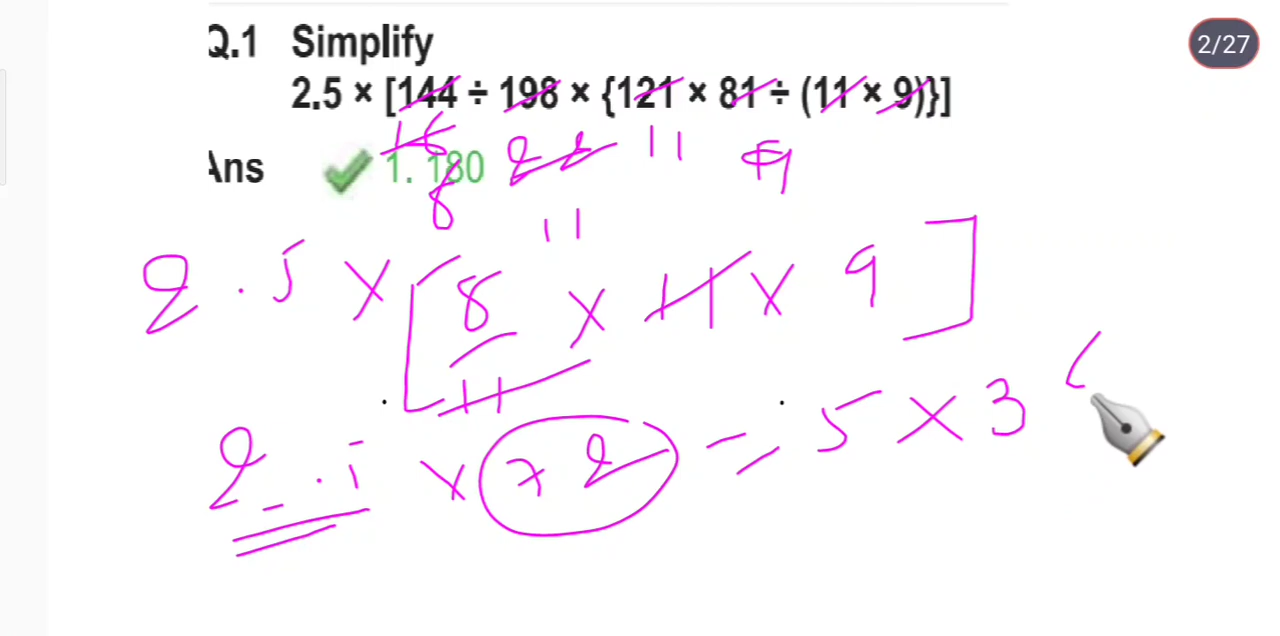 2/27
Q.1 Simplify
2.5 × [144 ÷ 198 × {121 × 81 ÷ (11 × 9)}]
16 22 11 9
Ans 1. 180
8 11
2.5 × [8/11 × 11 × 9]
2.5 × 72 = 5 × 3